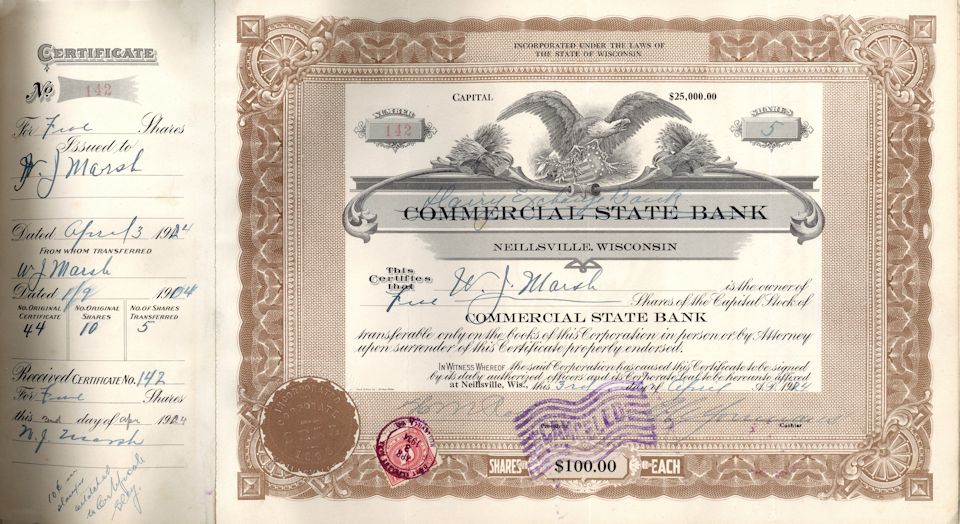 CERTIFICATE
No. 142
For Five Shares
Issued to
W. J Marsh
Dated April 3 1924
FROM WHOM TRANSFERRED
W J Marsh
Dated 1/9 1904
NO. ORIGINAL CERTIFICATE NO. ORIGINAL SHARES NO. OF SHARES TRANSFERRED
44 10 5
Received CERTIFICATE No. 142
For Five Shares
this 3rd day of Apr 1924
W. J. Marsh
10¢
stamps
attached
to Certificate
INCORPORATED UNDER THE LAWS OF
THE STATE OF WISCONSIN
CAPITAL $25,000.00
NUMBER
142
SHARES
5
Dairy Exchange Bank
COMMERCIAL STATE BANK
NEILLSVILLE, WISCONSIN
This Certifies that W. J. Marsh is the owner of
Five Shares of the Capital Stock of
COMMERCIAL STATE BANK
transferable only on the books of this Corporation in person or by Attorney
upon surrender of this Certificate properly endorsed.
IN WITNESS WHEREOF the said Corporation has caused this Certificate to be signed
by its duly authorized officers and its Corporate Seal to be hereunto affixed
at Neillsville, Wis., this 3rd day of April A.D. 1924
President
Cashier
CANCELLED
SHARES $100.00 EACH